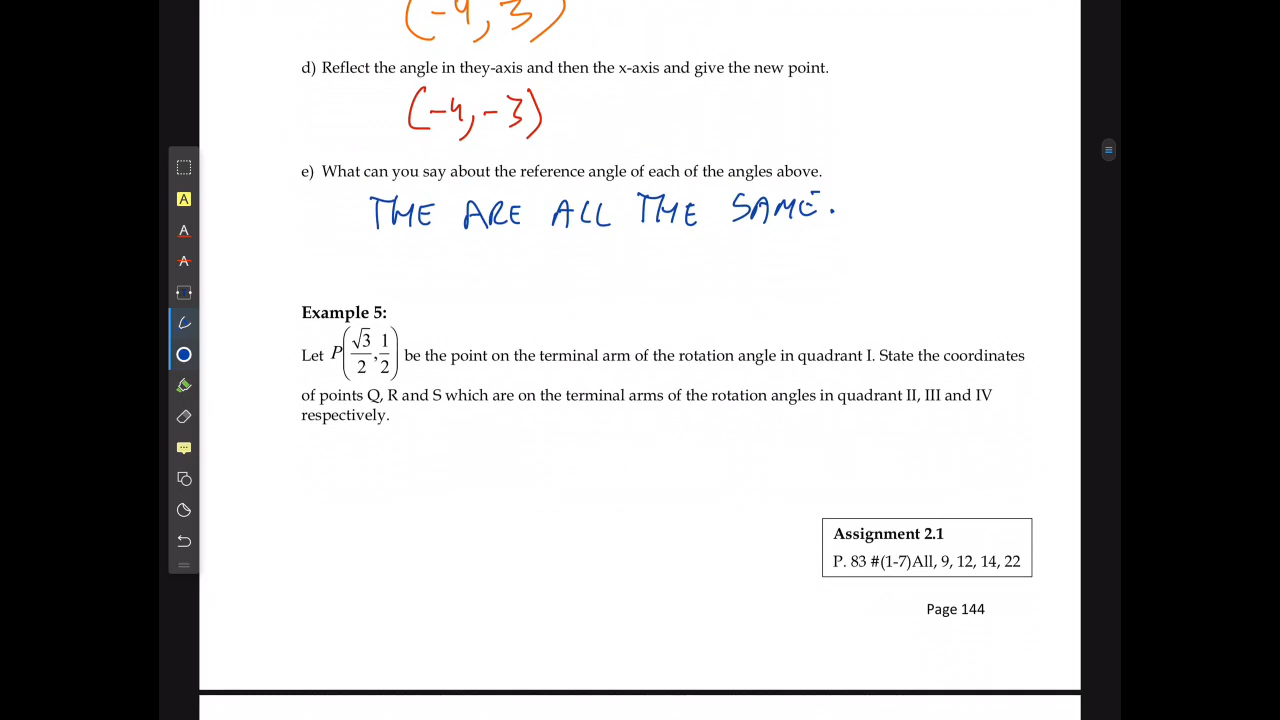 (-4, 3)
d) Reflect the angle in they-axis and then the x-axis and give the new point.
(-4, -3)
e) What can you say about the reference angle of each of the angles above.
THE ARE ALL THE SAME.
Example 5:
Let P(√3/2, 1/2) be the point on the terminal arm of the rotation angle in quadrant I. State the coordinates
of points Q, R and S which are on the terminal arms of the rotation angles in quadrant II, III and IV
respectively.
Assignment 2.1
P. 83 #(1-7)All, 9, 12, 14, 22
Page 144
A
A
A